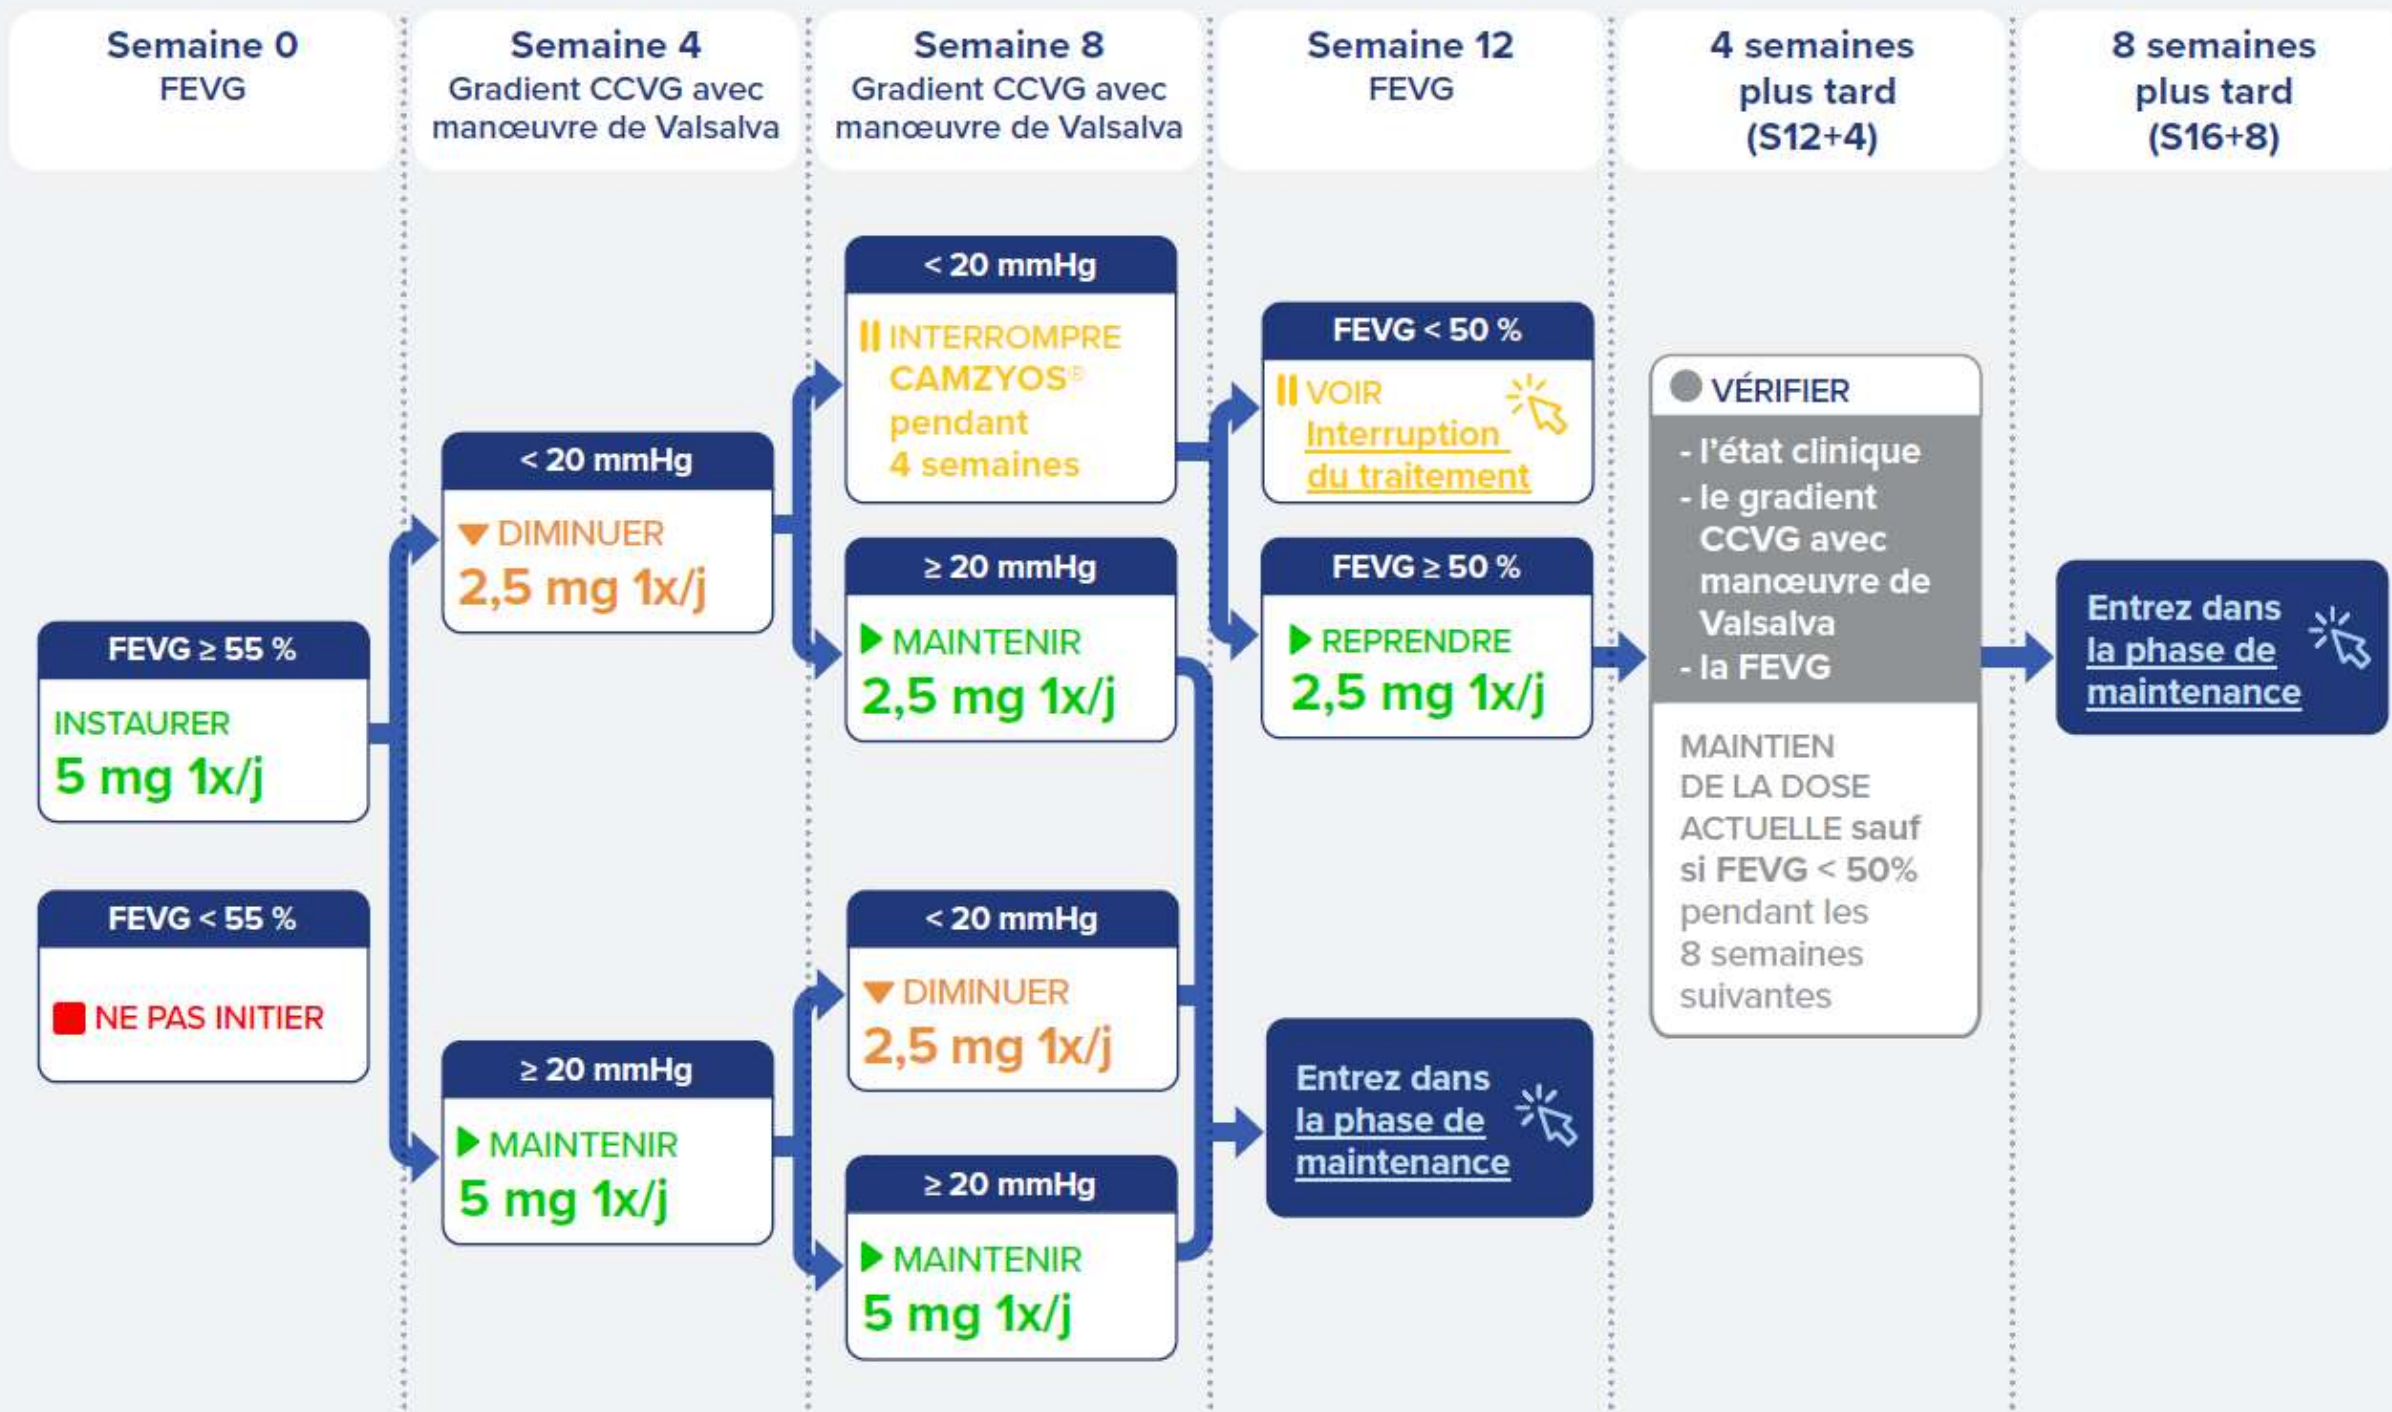 Semaine 0
FEVG
Semaine 4
Gradient CCVG avec
manœuvre de Valsalva
Semaine 8
Gradient CCVG avec
manœuvre de Valsalva
Semaine 12
FEVG
4 semaines
plus tard
(S12+4)
8 semaines
plus tard
(S16+8)
FEVG ≥ 55 %
INSTAURER
5 mg 1x/j
FEVG < 55 %
NE PAS INITIER
< 20 mmHg
DIMINUER
2,5 mg 1x/j
≥ 20 mmHg
MAINTENIR
5 mg 1x/j
< 20 mmHg
INTERROMPRE
CAMZYOS®
pendant
4 semaines
≥ 20 mmHg
MAINTENIR
2,5 mg 1x/j
< 20 mmHg
DIMINUER
2,5 mg 1x/j
≥ 20 mmHg
MAINTENIR
5 mg 1x/j
FEVG < 50 %
VOIR
Interruption
du traitement
FEVG ≥ 50 %
REPRENDRE
2,5 mg 1x/j
Entrez dans
la phase de
maintenance
VÉRIFIER
- l'état clinique
- le gradient
CCVG avec
manœuvre de
Valsalva
- la FEVG
MAINTIEN
DE LA DOSE
ACTUELLE sauf
si FEVG < 50%
pendant les
8 semaines
suivantes
Entrez dans
la phase de
maintenance